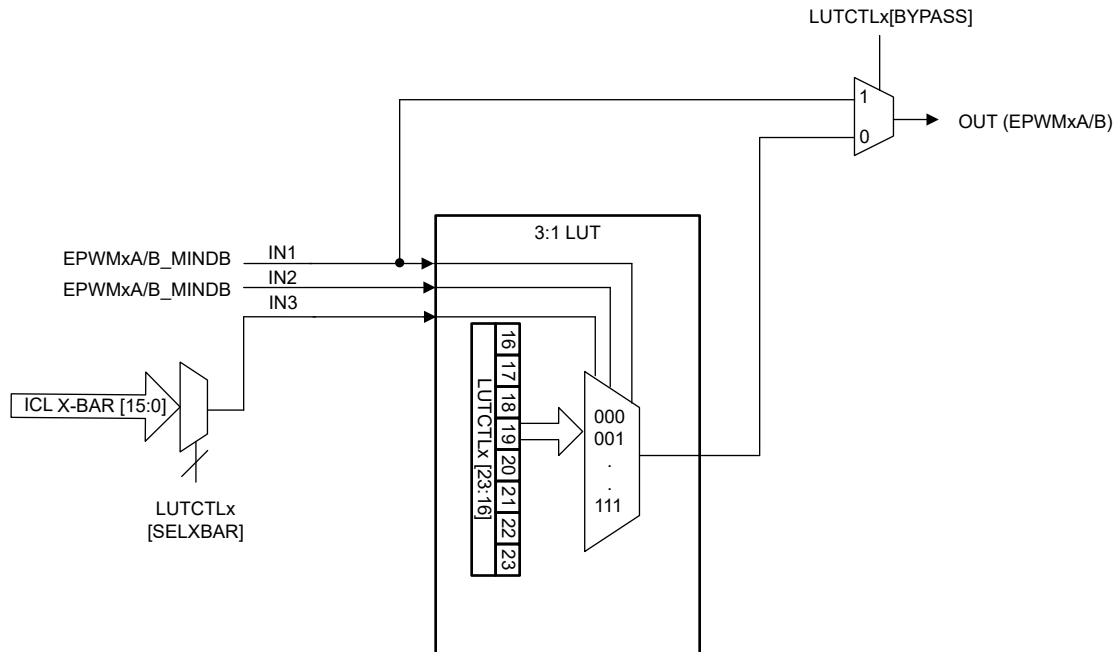 LUTCTLx[BYPASS]
1
OUT (EPWMxA/B)
0
3:1 LUT
EPWMxA/B_MINDB
IN1
EPWMxA/B_MINDB
IN2
IN3
ICL X-BAR [15:0]
LUTCTLx
[SELXBAR]
LUTCTLx [23:16]
16
17
18
19
20
21
22
23
000
001
.
.
111